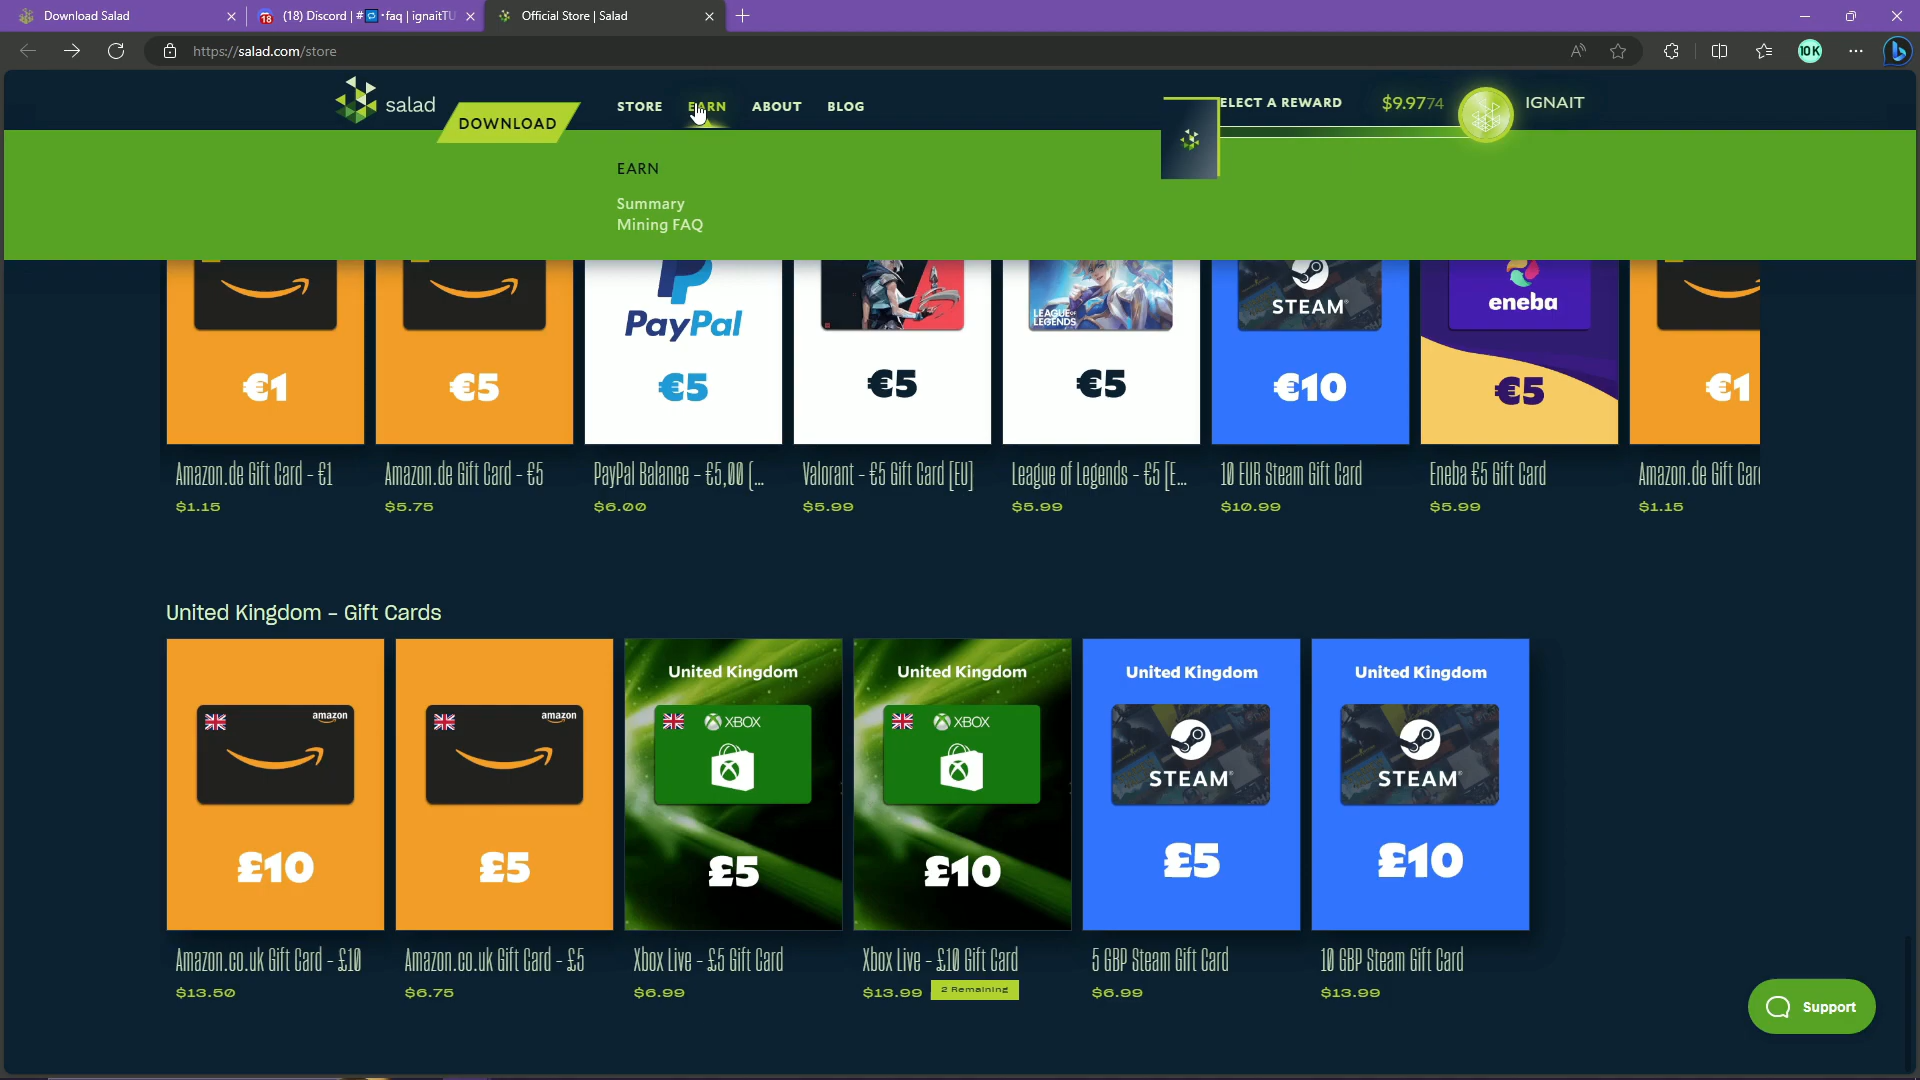 Download Salad
(18) Discord | #
•faq | ignaitTU
Official Store | Salad
https://salad.com/store
10K
salad
DOWNLOAD
STORE
EARN
ABOUT
BLOG
ELECT A REWARD
$9.9774
IGNAIT
EARN
Summary
Mining FAQ
PayPal
LEAGUE OF LEGENDS
STEAM
eneba
€1
€5
€5
€5
€5
€10
€5
€1
Amazon.de Gift Card - €1
Amazon.de Gift Card - €5
PayPal Balance - €5,00 (...
Valorant - €5 Gift Card [EU]
League of Legends - €5 [E...
10 EUR Steam Gift Card
Eneba €5 Gift Card
Amazon.de Gift Car
$1.15
$5.75
$6.00
$5.99
$5.99
$10.99
$5.99
$1.15
United Kingdom - Gift Cards
United Kingdom
United Kingdom
United Kingdom
United Kingdom
amazon
amazon
XBOX
XBOX
STEAM
STEAM
£10
£5
£5
£10
£5
£10
Amazon.co.uk Gift Card - £10
Amazon.co.uk Gift Card - £5
Xbox Live - £5 Gift Card
Xbox Live - £10 Gift Card
5 GBP Steam Gift Card
10 GBP Steam Gift Card
$13.50
$6.75
$6.99
$13.99
2 Remaining
$6.99
$13.99
Support